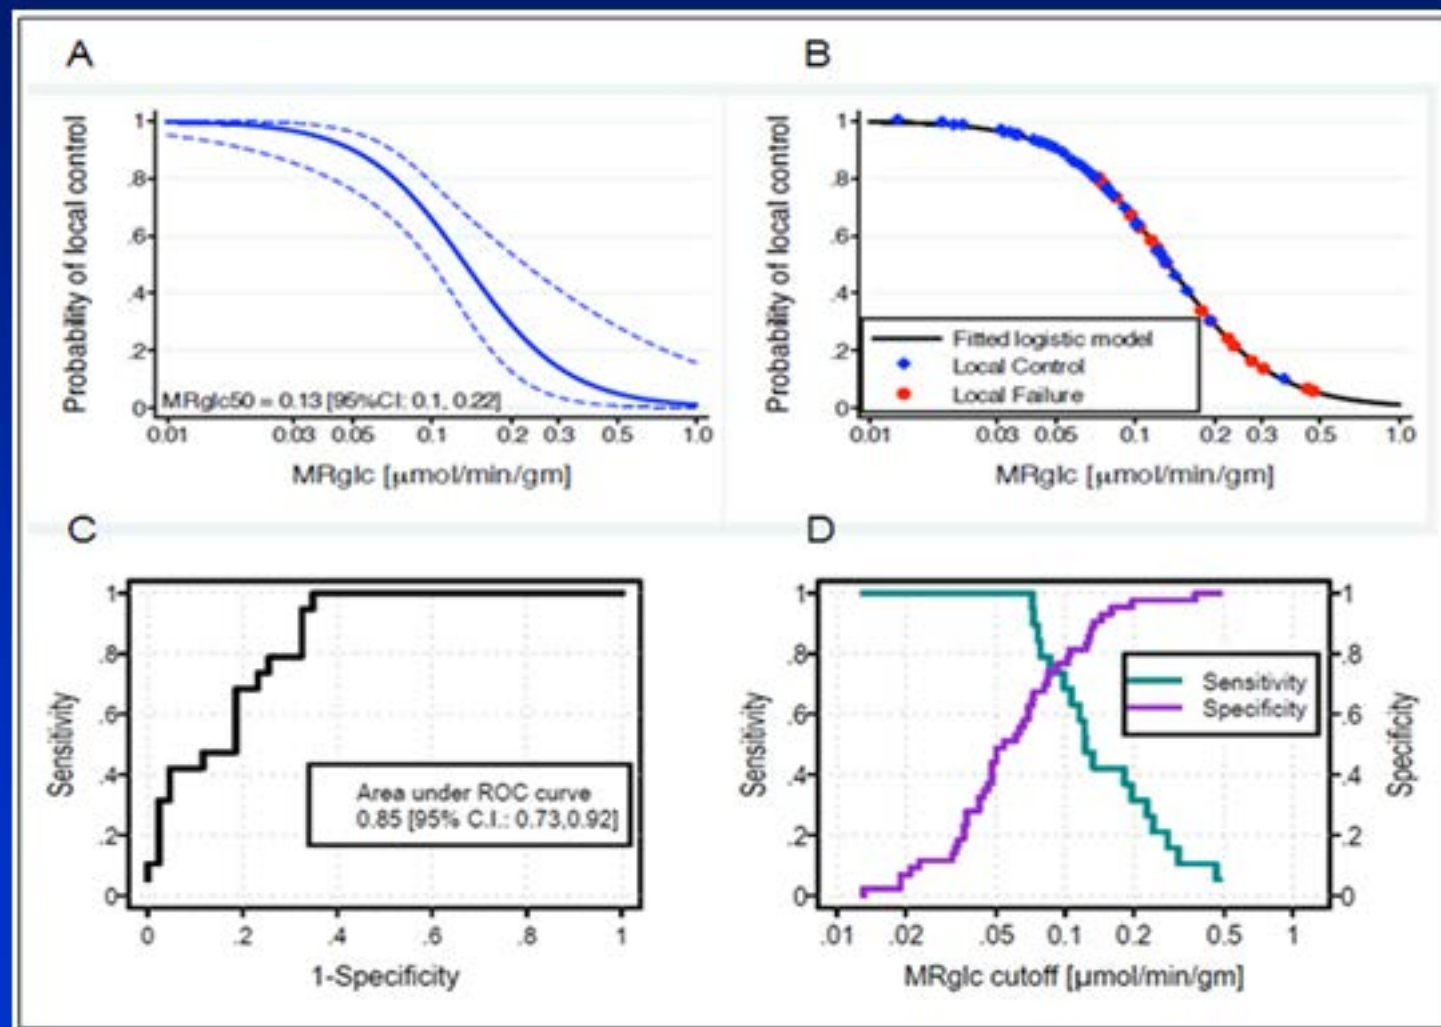 A
B
Probability of local control
1
.8
.6
.4
.2
0
MRglc50 = 0.13 [95%CI: 0.1, 0.22]
0.01 0.03 0.05 0.1 0.2 0.3 0.5 1.0
MRglc [μmol/min/gm]
Probability of local control
1
.8
.6
.4
.2
0
Fitted logistic model
Local Control
Local Failure
0.01 0.03 0.05 0.1 0.2 0.3 0.5 1.0
MRglc [μmol/min/gm]
C
D
Sensitivity
1
.8
.6
.4
.2
0
Area under ROC curve
0.85 [95% C.I.: 0.73,0.92]
0 .2 .4 .6 .8 1
1-Specificity
Sensitivity
1
.8
.6
.4
.2
0
Sensitivity
Specificity
1
.8
.6
.4
.2
0
Specificity
.01 .02 .05 0.1 0.2 0.5 1
MRglc cutoff [μmol/min/gm]